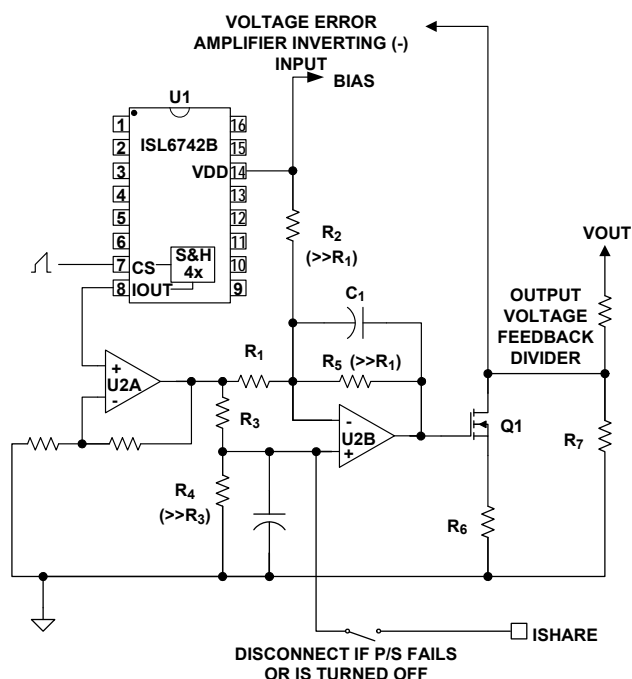 VOLTAGE ERROR
AMPLIFIER INVERTING (-)
INPUT
BIAS
U1
ISL6742B
1
2
3
4
5
6
7
8
16
15
14
13
12
11
10
9
VDD
CS
S&H
4x
IOUT
R2
(>>R1)
C1
R1
R5 (>>R1)
VOUT
OUTPUT
VOLTAGE
FEEDBACK
DIVIDER
+
U2A
-
R3
-
U2B
+
Q1
R7
R4
(>>R3)
R6
ISHARE
DISCONNECT IF P/S FAILS
OR IS TURNED OFF